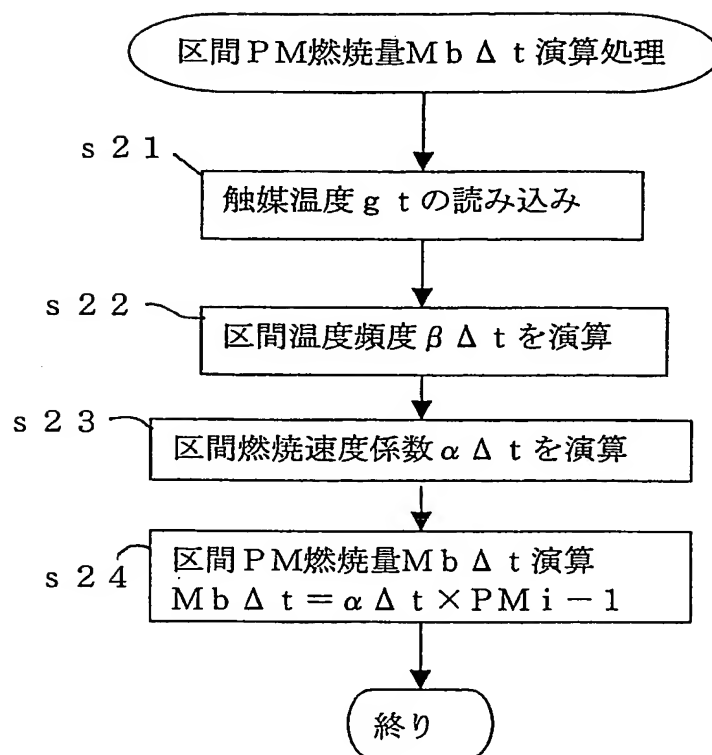 区間PM燃焼量MbΔt演算処理
s21
触媒温度gtの読み込み
s22
区間温度頻度βΔtを演算
s23
区間燃焼速度係数αΔtを演算
s24
区間PM燃焼量MbΔt演算
MbΔt=αΔt×PMi-1
終り